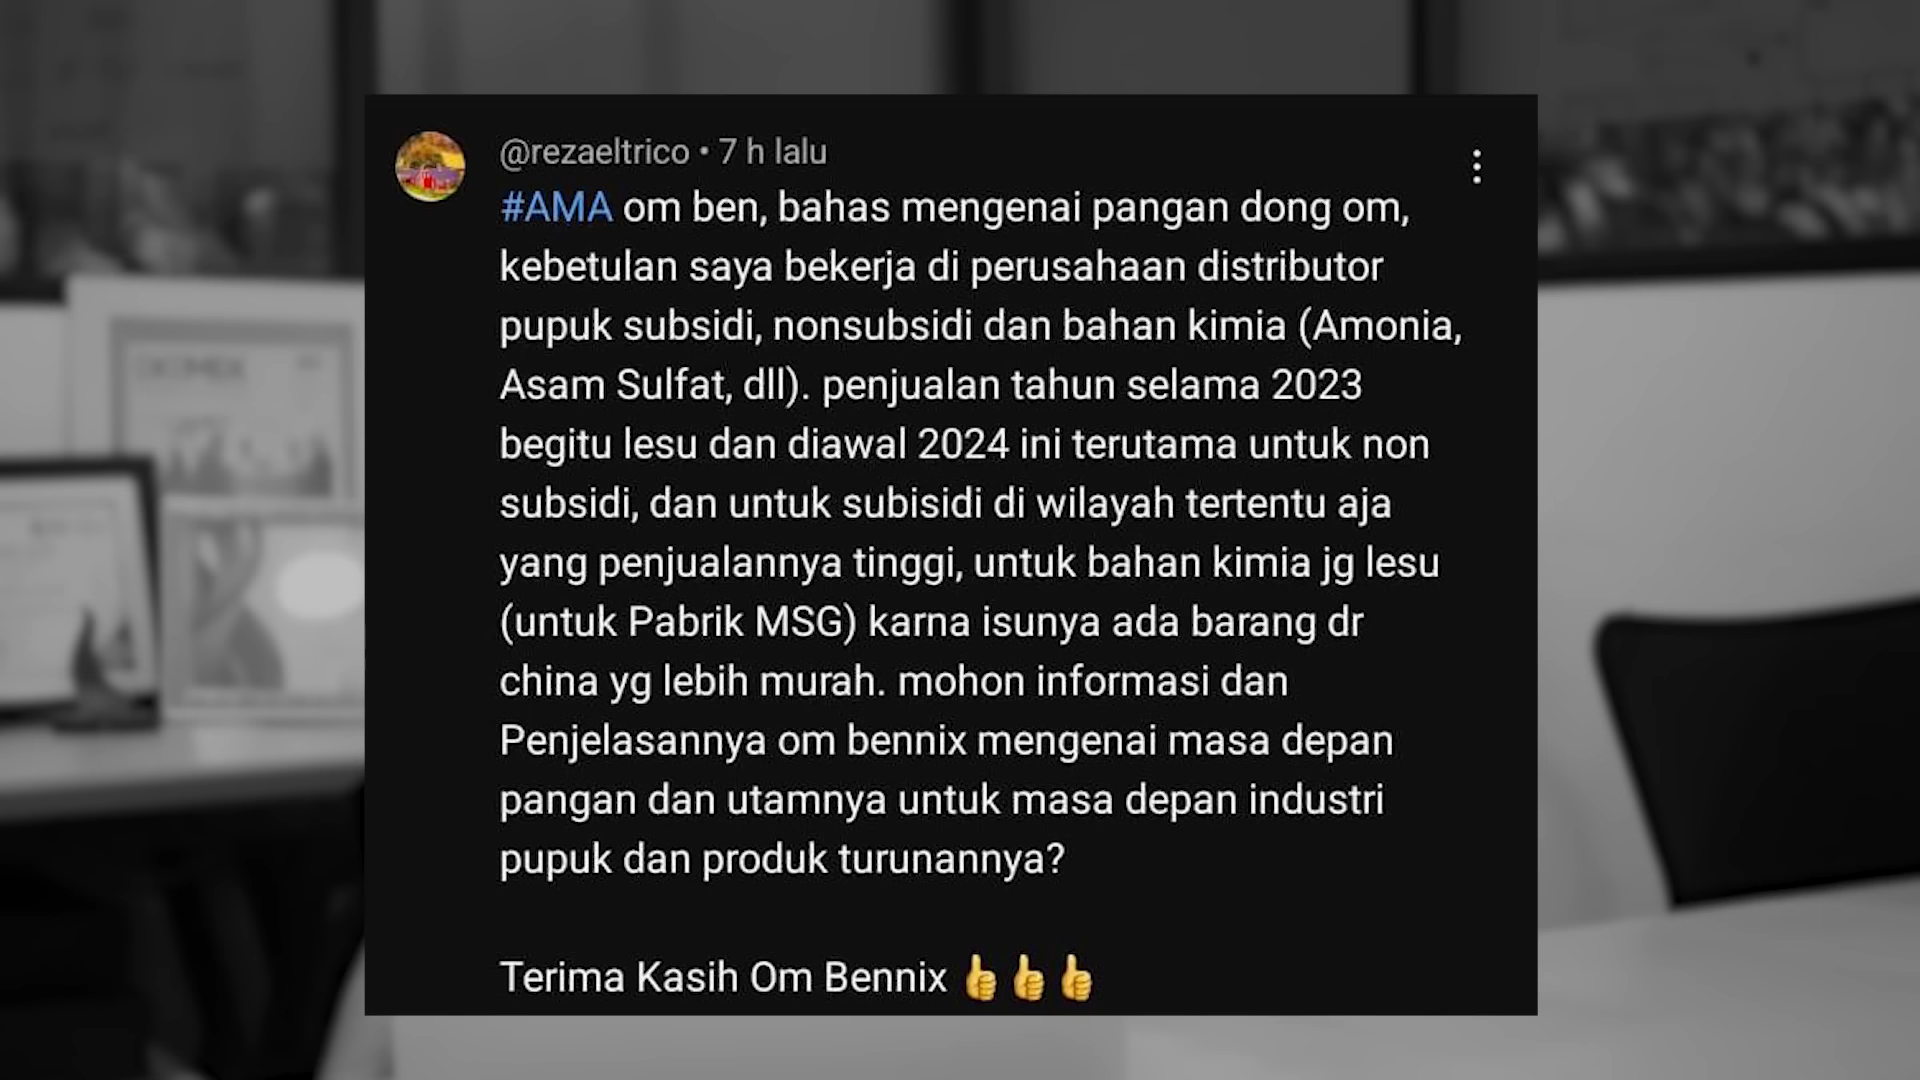 @rezaeltrico • 7 h lalu
#AMA om ben, bahas mengenai pangan dong om,
kebetulan saya bekerja di perusahaan distributor
pupuk subsidi, nonsubsidi dan bahan kimia (Amonia,
Asam Sulfat, dll). penjualan tahun selama 2023
begitu lesu dan diawal 2024 ini terutama untuk non
subsidi, dan untuk subisidi di wilayah tertentu aja
yang penjualannya tinggi, untuk bahan kimia jg lesu
(untuk Pabrik MSG) karna isunya ada barang dr
china yg lebih murah. mohon informasi dan
Penjelasannya om bennix mengenai masa depan
pangan dan utamnya untuk masa depan industri
pupuk dan produk turunannya?
Terima Kasih Om Bennix 👍👍👍